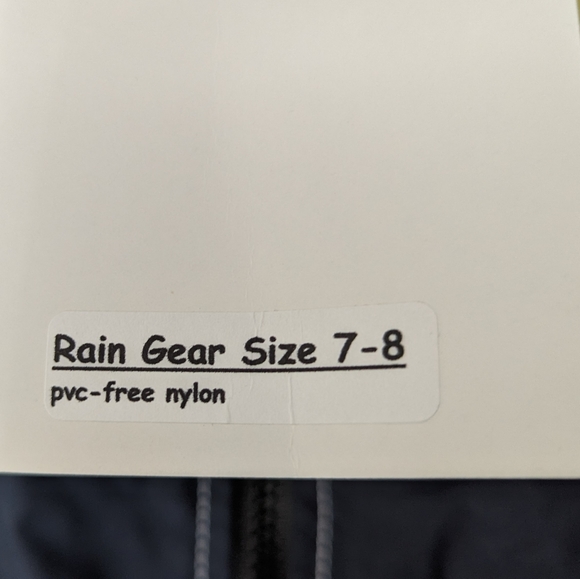 Rain Gear Size 7-8
pvc-free nylon